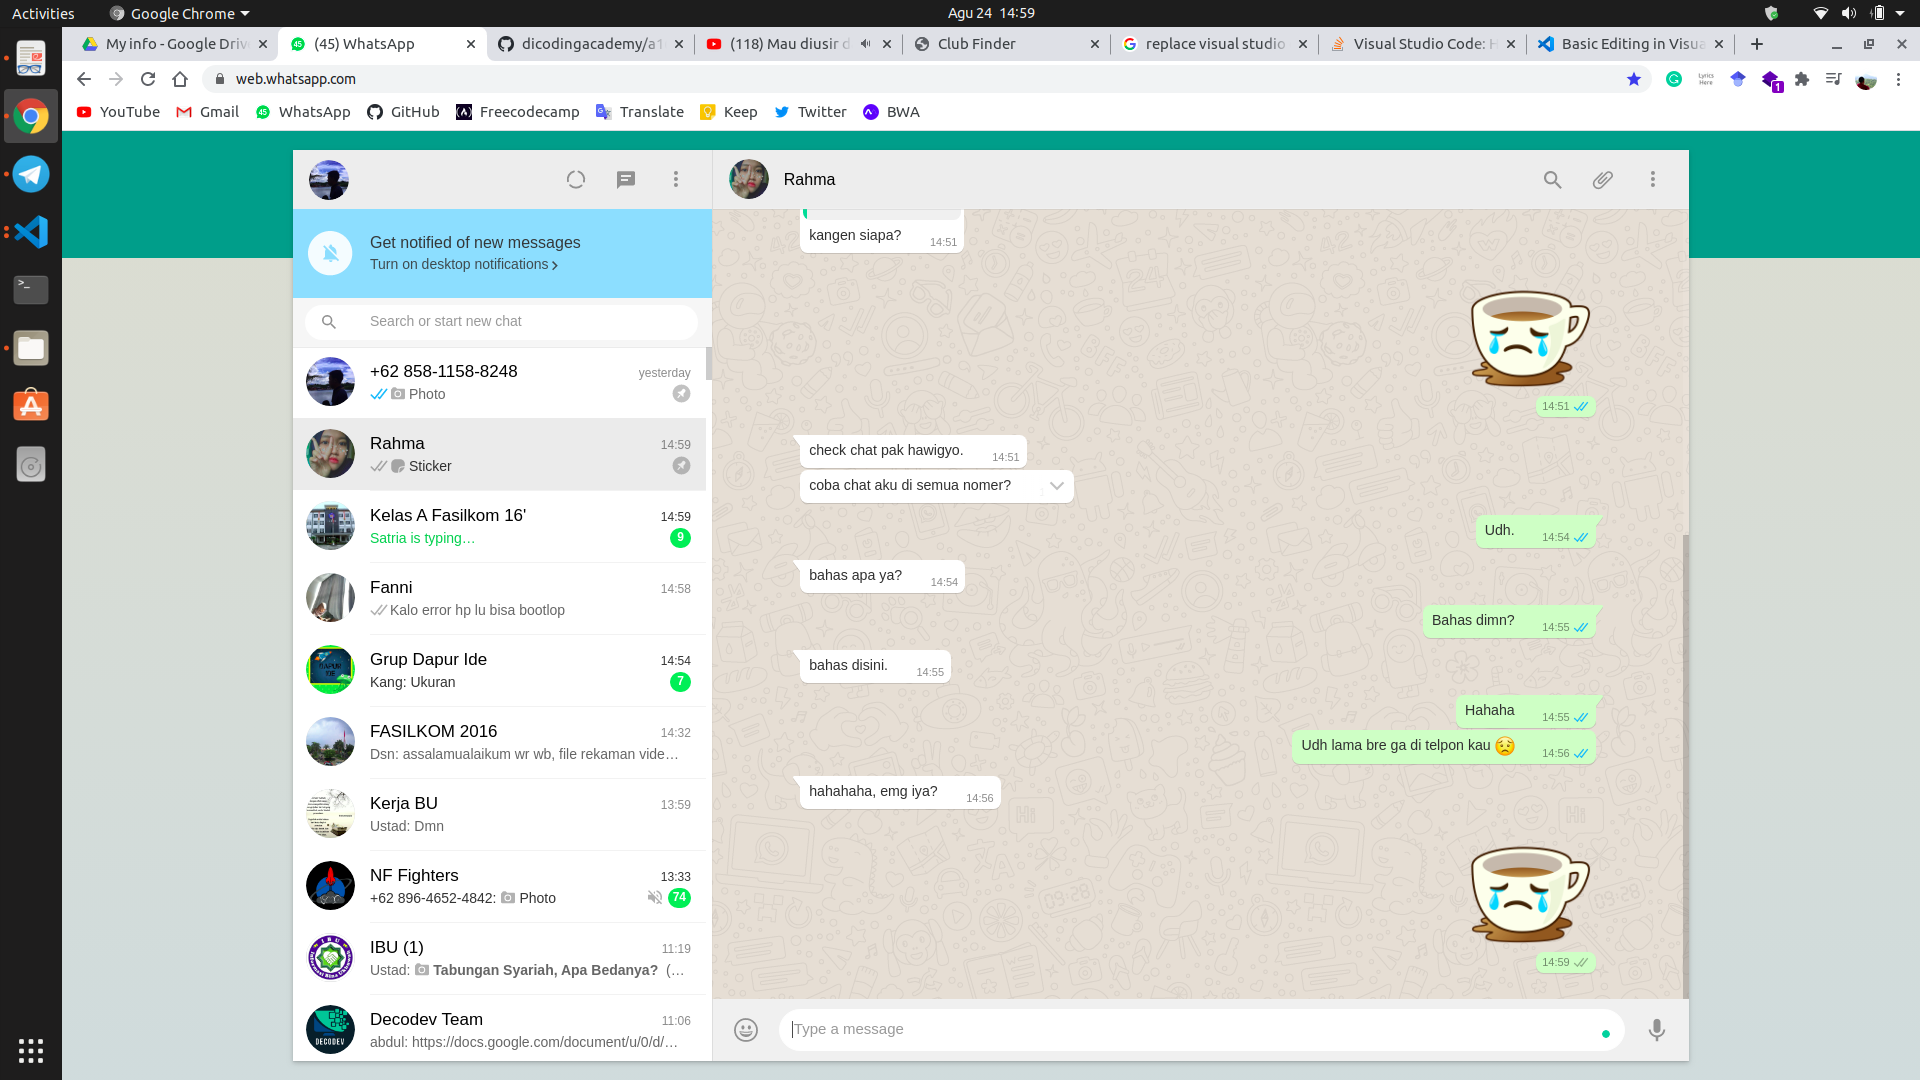 Activities
Google Chrome
Agu 24 14:59
My info - Google Driv
(45) WhatsApp
dicodingacademy/a1
(118) Mau diusir d
Club Finder
replace visual studio
Visual Studio Code: H
Basic Editing in Visua
web.whatsapp.com
Lyrics
Here
1
YouTube
Gmail
WhatsApp
GitHub
Freecodecamp
Translate
Keep
Twitter
BWA
Get notified of new messages
Turn on desktop notifications
Search or start new chat
+62 858-1158-8248
yesterday
Photo
Rahma
14:59
Sticker
Kelas A Fasilkom 16'
14:59
Satria is typing…
9
Fanni
14:58
Kalo error hp lu bisa bootlop
Grup Dapur Ide
14:54
Kang: Ukuran
7
FASILKOM 2016
14:32
Dsn: assalamualaikum wr wb, file rekaman vide…
Kerja BU
13:59
Ustad: Dmn
NF Fighters
13:33
+62 896-4652-4842: Photo
74
IBU (1)
11:19
Ustad: Tabungan Syariah, Apa Bedanya? (…
Decodev Team
11:06
abdul: https://docs.google.com/document/u/0/d/…
DECODEV
Rahma
kangen siapa?
14:51
14:51
check chat pak hawigyo.
14:51
coba chat aku di semua nomer?
Udh.
14:54
bahas apa ya?
14:54
Bahas dimn?
14:55
bahas disini.
14:55
Hahaha
14:55
Udh lama bre ga di telpon kau
14:56
hahahaha, emg iya?
14:56
14:59
Type a message